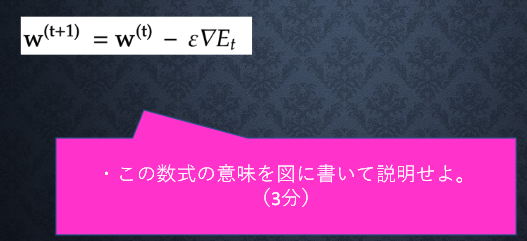 w^(t+1) = w^(t) − ε∇E_t
・この数式の意味を図に書いて説明せよ。
（3分）